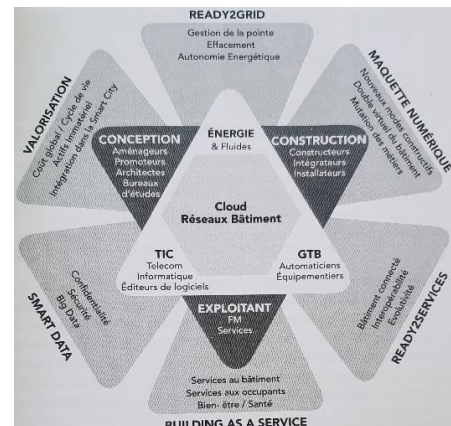 READY2GRID
Gestion de la pointe
Effacement
Autonomie Energétique
VALORISATION
Coût global / Cycle de vie
Actifs Immatériel
Intégration dans la Smart City
MAQUETTE NUMÉRIQUE
Nouveaux modes constructifs
Double virtuel du bâtiment
Mutation des métiers
CONCEPTION
Aménageurs
Promoteurs
Architectes
Bureaux
d'études
ÉNERGIE
& Fluides
CONSTRUCTION
Constructeurs
Intégrateurs
Installateurs
Cloud
Réseaux Bâtiment
TIC
Telecom
Informatique
Éditeurs de logiciels
GTB
Automaticiens
Équipementiers
SMART DATA
Confidentialité
Sécurité
Big Data
EXPLOITANT
FM
Services
Bâtiment connecté
Interopérabilité
Evolutivité
READY2SERVICES
Services au bâtiment
Services aux occupants
Bien- être / Santé
BUILDING AS A SERVICE